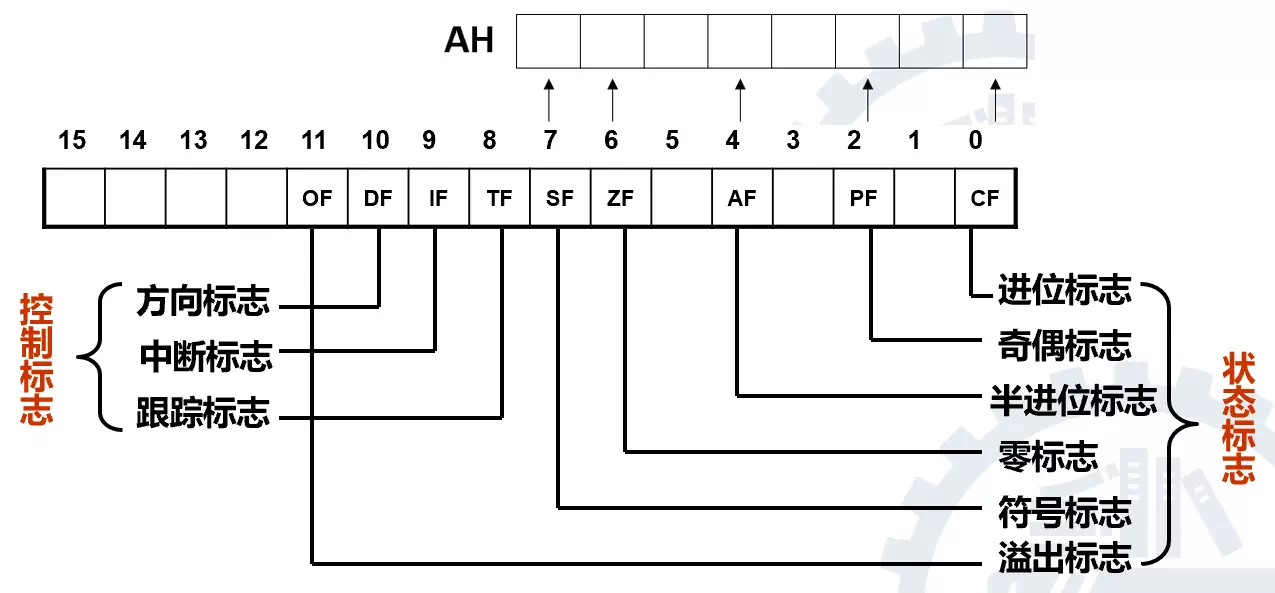 AH
15 14 13 12 11 10 9 8 7 6 5 4 3 2 1 0
OF DF IF TF SF ZF AF PF CF
控制标志
方向标志
中断标志
跟踪标志
进位标志
奇偶标志
半进位标志
零标志
符号标志
溢出标志
状态标志